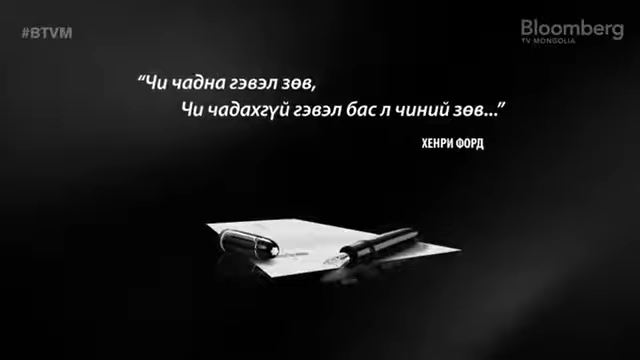 #BTVM
Bloomberg
TV MONGOLIA
“Чи чадна гэвэл зөв,
Чи чадахгүй гэвэл бас л чиний зөв...”
ХЕНРИ ФОРД